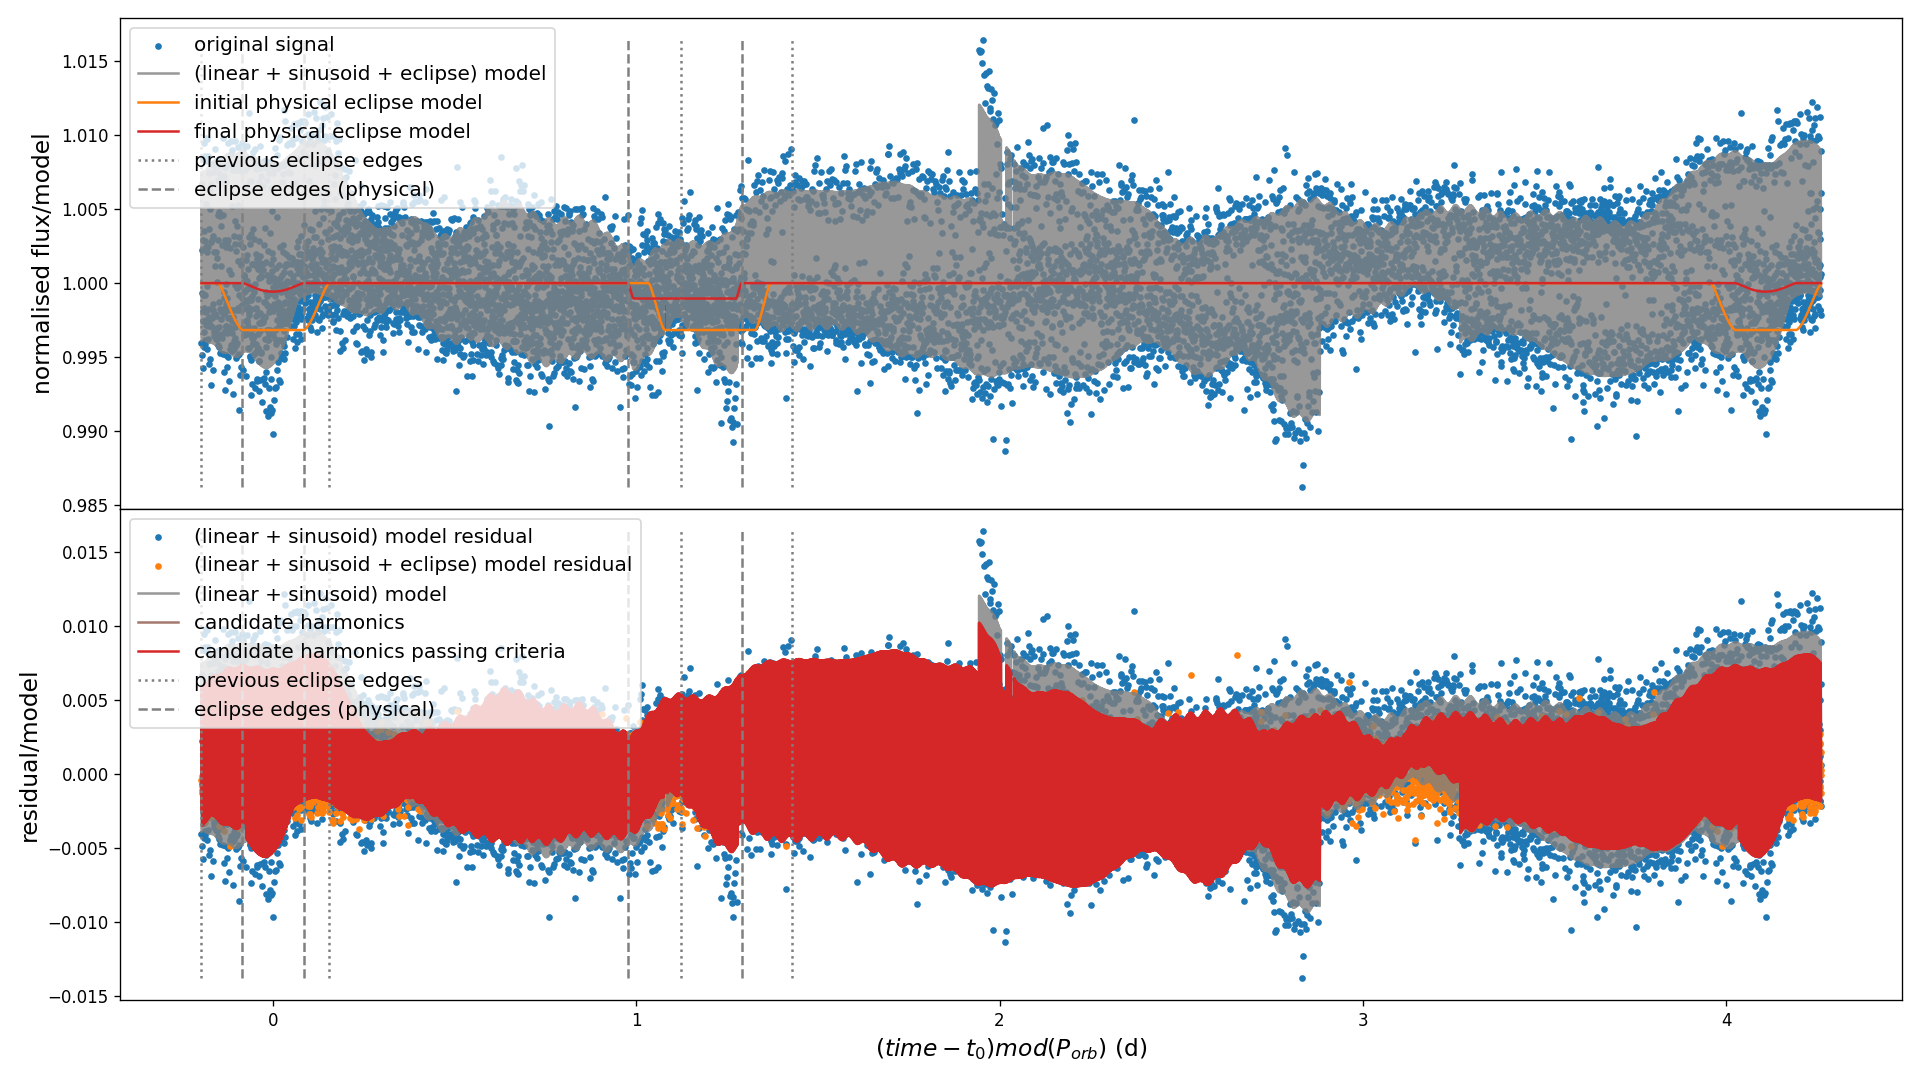 original signal
(linear + sinusoid + eclipse) model
initial physical eclipse model
final physical eclipse model
previous eclipse edges
eclipse edges (physical)
normalised flux/model
1.015
1.010
1.005
1.000
0.995
0.990
0.985
(linear + sinusoid) model residual
(linear + sinusoid + eclipse) model residual
(linear + sinusoid) model
candidate harmonics
candidate harmonics passing criteria
previous eclipse edges
eclipse edges (physical)
residual/model
0.015
0.010
0.005
0.000
−0.005
−0.010
−0.015
0 1 2 3 4
(time − t₀)mod(P_orb) (d)